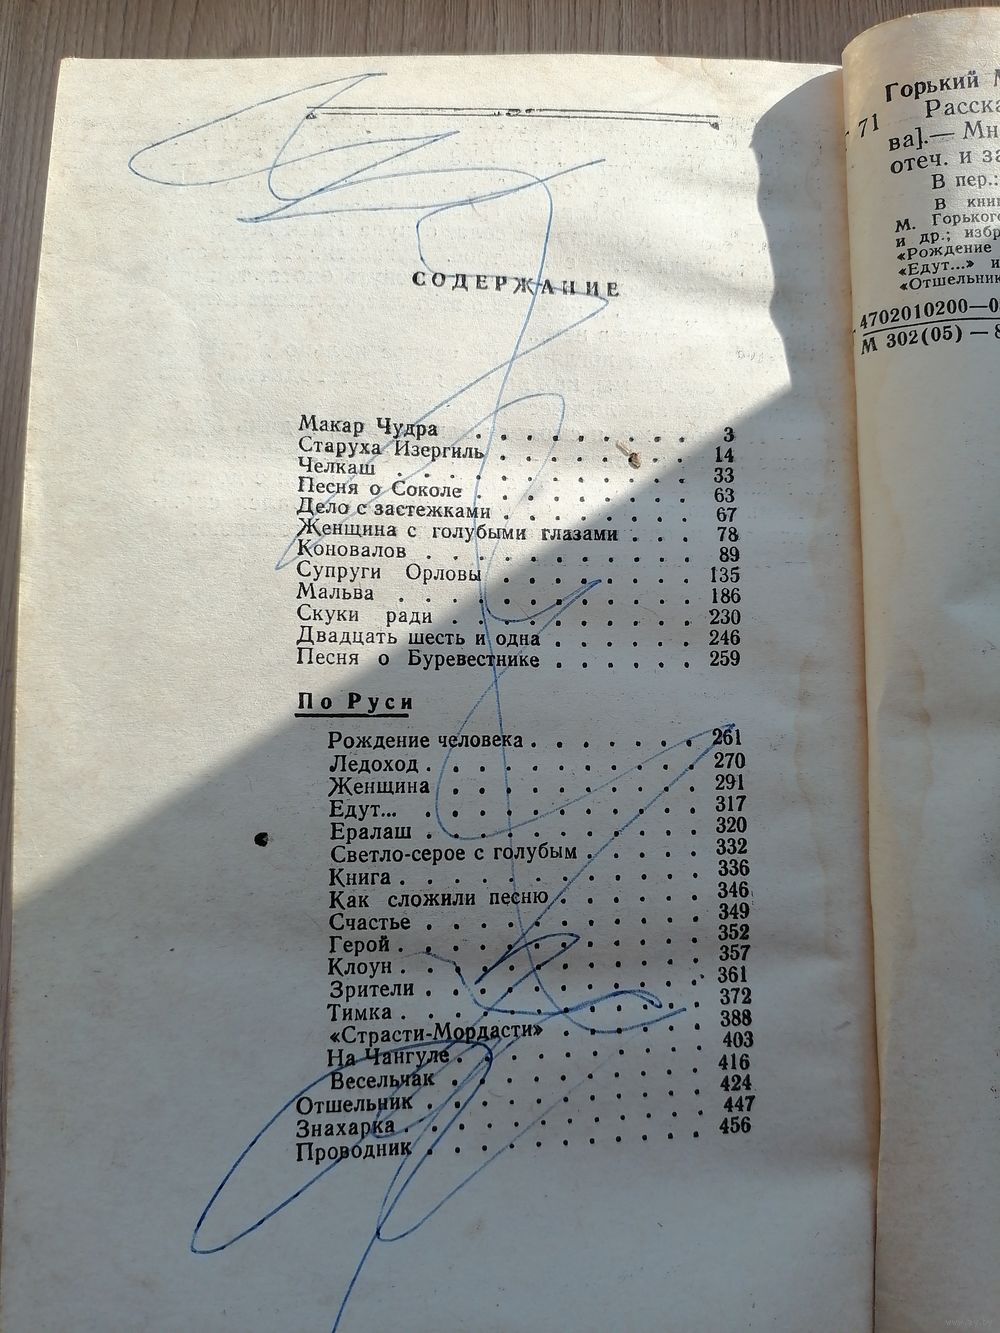 СОДЕРЖАНИЕ
Макар Чудра . . . . . . . . . 3
Старуха Изергиль . . . . . . . . 14
Челкаш . . . . . . . . . . . 33
Песня о Соколе . . . . . . . . 63
Дело с застежками . . . . . . . 67
Женщина с голубыми глазами . . . 78
Коновалов . . . . . . . . . . 89
Супруги Орловы . . . . . . . . 135
Мальва . . . . . . . . . . . 186
Скуки ради . . . . . . . . . 230
Двадцать шесть и одна . . . . . . 246
Песня о Буревестнике . . . . . . 259
По Руси
Рождение человека . . . . . . . 261
Ледоход . . . . . . . . . . 270
Женщина . . . . . . . . . . 291
Едут... . . . . . . . . . . 317
Ералаш . . . . . . . . . . 320
Светло-серое с голубым . . . . . 332
Книга . . . . . . . . . . . 336
Как сложили песню . . . . . . 346
Счастье . . . . . . . . . . 349
Герой . . . . . . . . . . . 352
Клоун . . . . . . . . . . . 357
Зрители . . . . . . . . . . 361
Тимка . . . . . . . . . . . 372
«Страсти-Мордасти» . . . . . . 388
На Чангуле . . . . . . . . . 403
Весельчак . . . . . . . . . 416
Отшельник . . . . . . . . . . 424
Знахарка . . . . . . . . . . 447
Проводник . . . . . . . . . . 456
Горький М
Расска
71
ва].— Мн
отеч. и за
В пер.:
В книг
М. Горького
и др.; избр
«Рождение
«Едут...» и
«Отшельник
4702010200—0
М 302(05) — 8